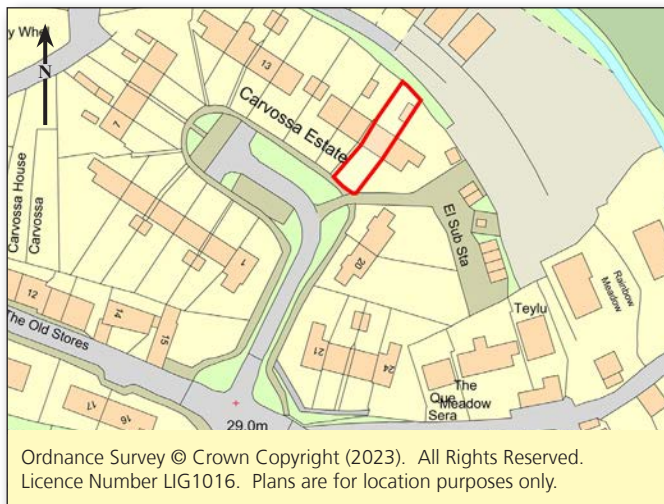 y Whe
N
13
7
Carvossa Estate
Carvossa House
Carvossa
El Sub Sta
20
1
Rainbow
Meadow
Teylu
12
14
The Old Stores
15
21
24
The
Que
Meadow
Sera
17
16
29.0m
Ordnance Survey © Crown Copyright (2023). All Rights Reserved.
Licence Number LIG1016. Plans are for location purposes only.